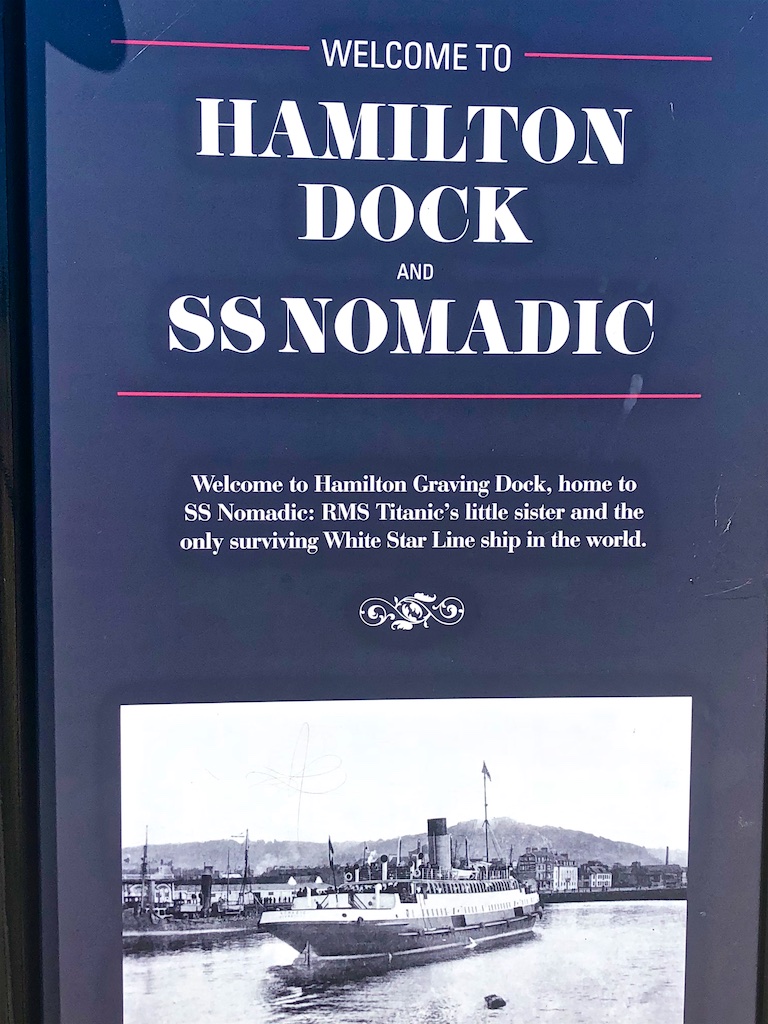 WELCOME TO
HAMILTON
DOCK
AND
SS NOMADIC
Welcome to Hamilton Graving Dock, home to
SS Nomadic: RMS Titanic's little sister and the
only surviving White Star Line ship in the world.